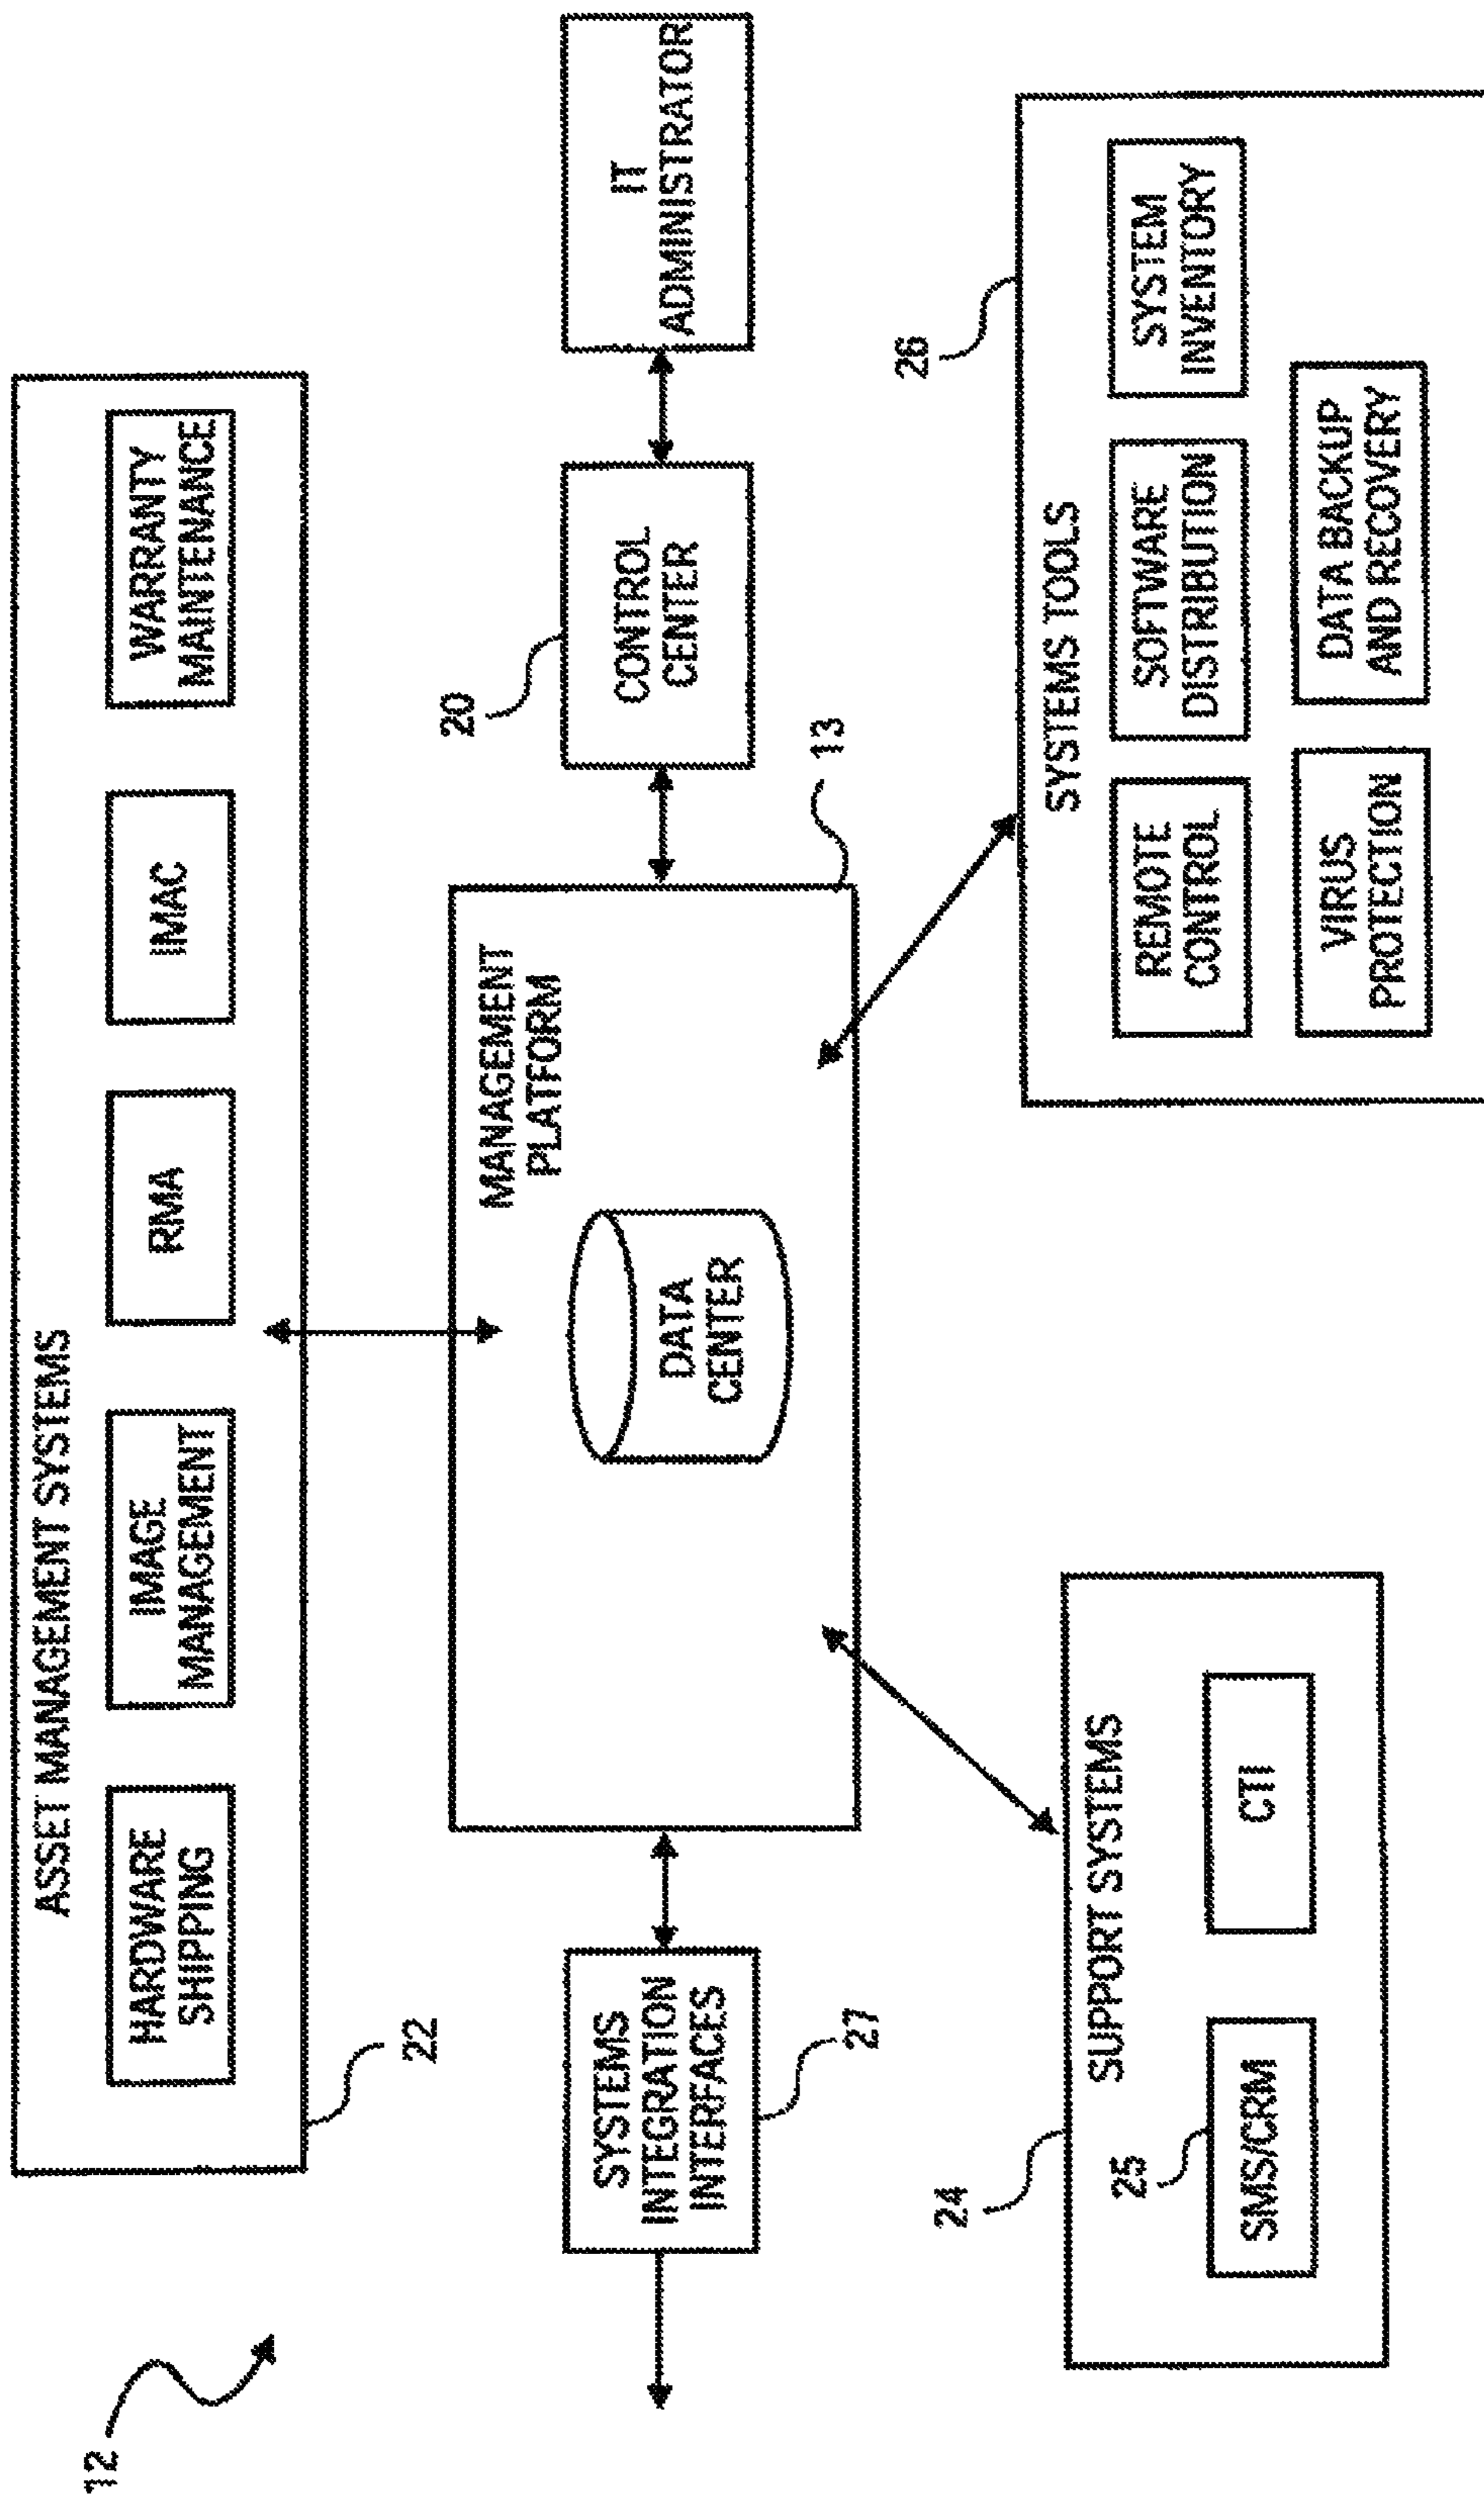 12
ASSET MANAGEMENT SYSTEMS
HARDWARE
SHIPPING
IMAGE
MANAGEMENT
RMA
IMAC
WARRANTY
MAINTENANCE
22
SYSTEMS
INTEGRATION
INTERFACES
27
MANAGEMENT
PLATFORM
DATA
CENTER
13
20
CONTROL
CENTER
IT
ADMINISTRATOR
24
SUPPORT SYSTEMS
25
SMS/CRM
CTI
26
SYSTEMS TOOLS
REMOTE
CONTROL
SOFTWARE
DISTRIBUTION
SYSTEM
INVENTORY
VIRUS
PROTECTION
DATA BACKUP
AND RECOVERY